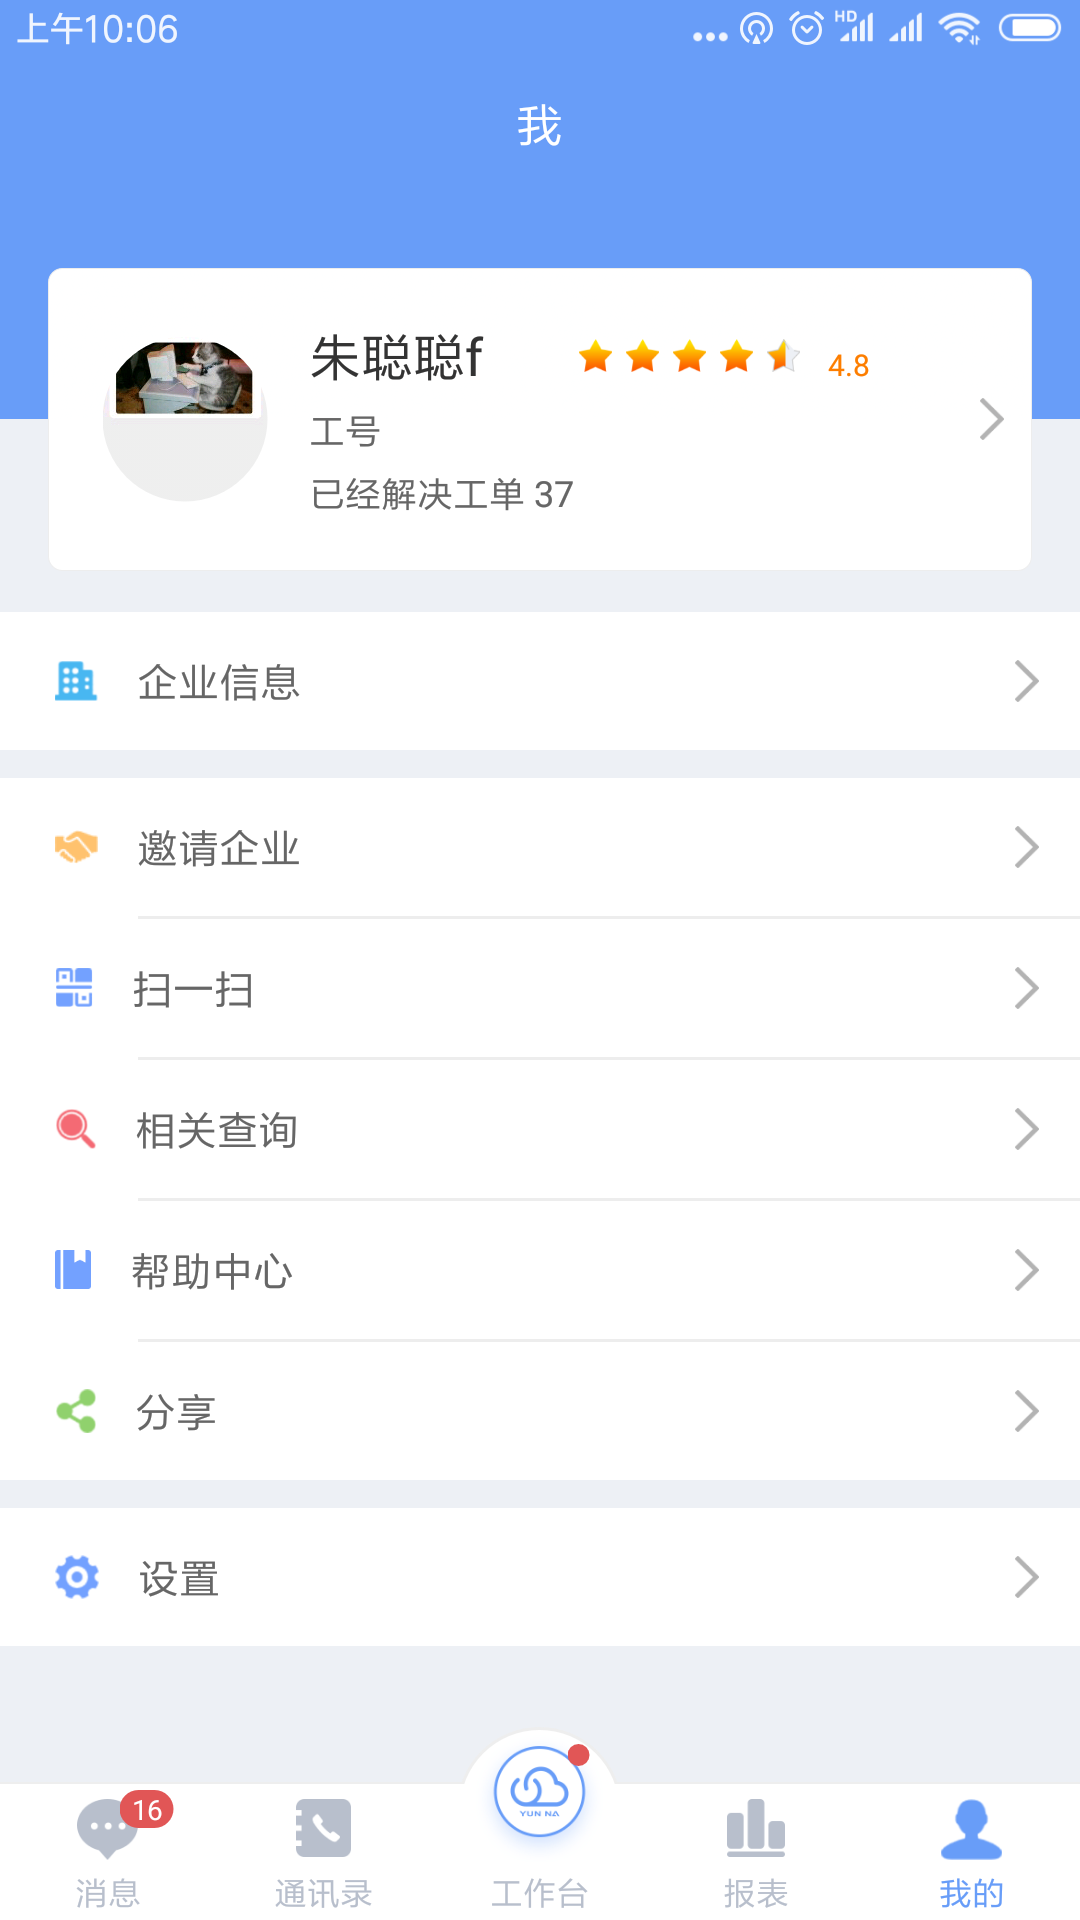 上午10:06
HD
我
朱聪聪f
4.8
工号
已经解决工单 37
企业信息
邀请企业
扫一扫
相关查询
帮助中心
分享
设置
16
YUN NA
消息
通讯录
工作台
报表
我的